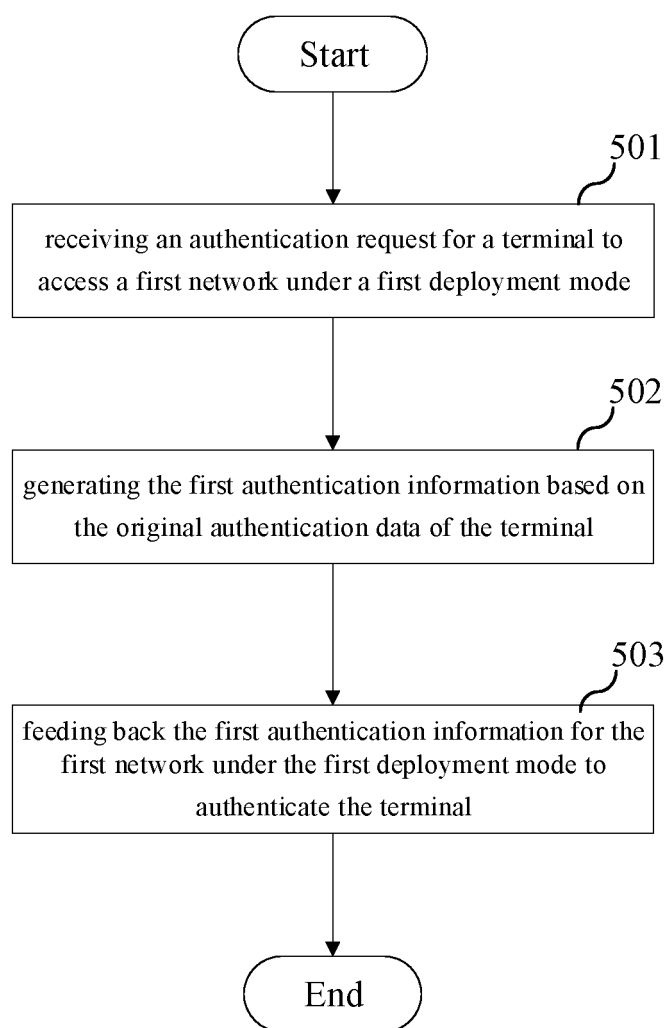 Start
501
receiving an authentication request for a terminal to
access a first network under a first deployment mode
502
generating the first authentication information based on
the original authentication data of the terminal
503
feeding back the first authentication information for the
first network under the first deployment mode to
authenticate the terminal
End